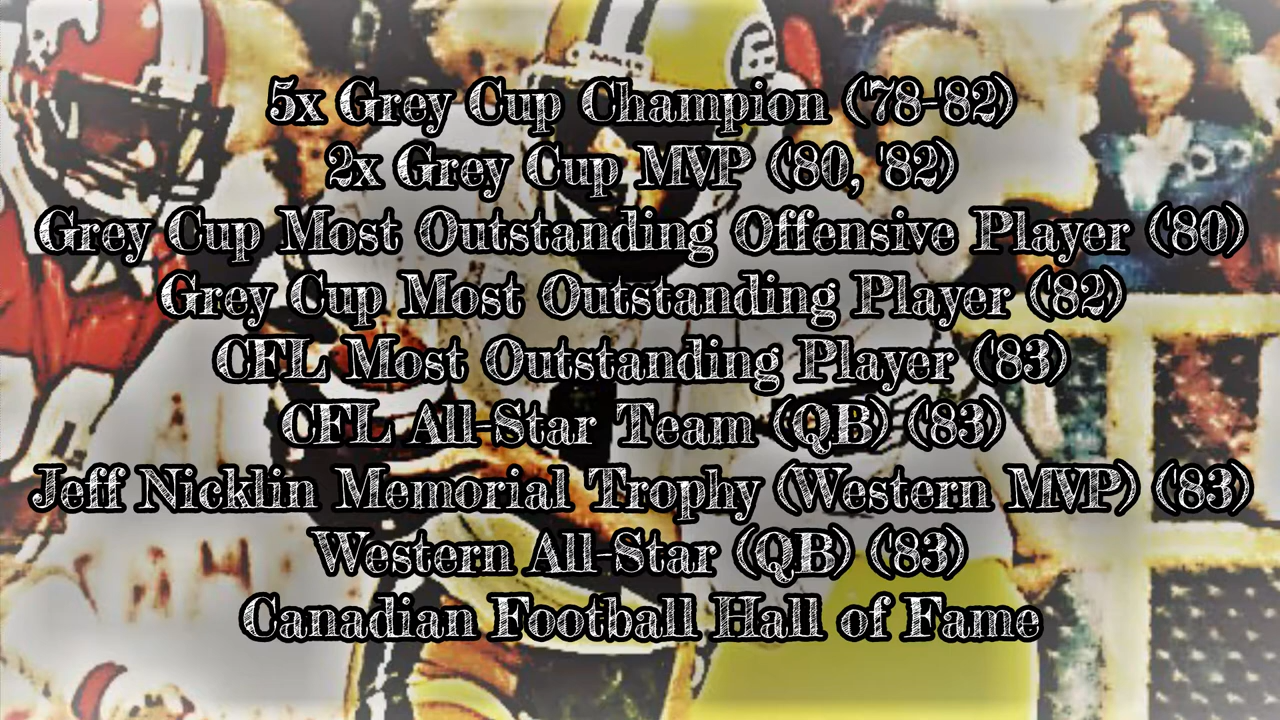 5x Grey Cup Champion ('78-'82)
2x Grey Cup MVP ('80, '82)
Grey Cup Most Outstanding Offensive Player ('80)
Grey Cup Most Outstanding Player ('82)
CFL Most Outstanding Player ('83)
CFL All-Star Team (QB) ('83)
Jeff Nicklin Memorial Trophy (Western MVP) ('83)
Western All-Star (QB) ('83)
Canadian Football Hall of Fame